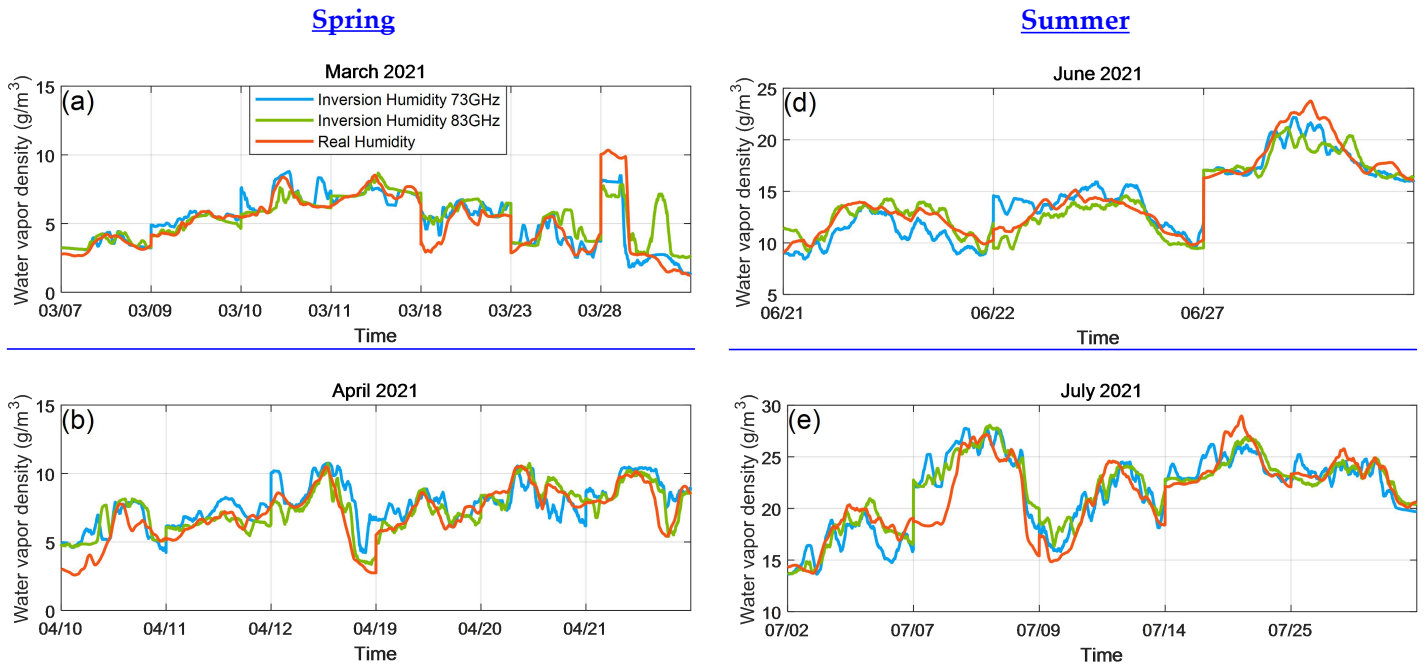 Spring
Summer
March 2021
(a)
Inversion Humidity 73GHz
Inversion Humidity 83GHz
Real Humidity
Water vapor density (g/m³)
15
10
5
0
03/07 03/09 03/10 03/11 03/18 03/23 03/28
Time
June 2021
(d)
Water vapor density (g/m³)
25
20
15
10
5
06/21 06/22 06/27
Time
April 2021
(b)
Water vapor density (g/m³)
15
10
5
0
04/10 04/11 04/12 04/19 04/20 04/21
Time
July 2021
(e)
Water vapor density (g/m³)
30
25
20
15
10
07/02 07/07 07/09 07/14 07/25
Time